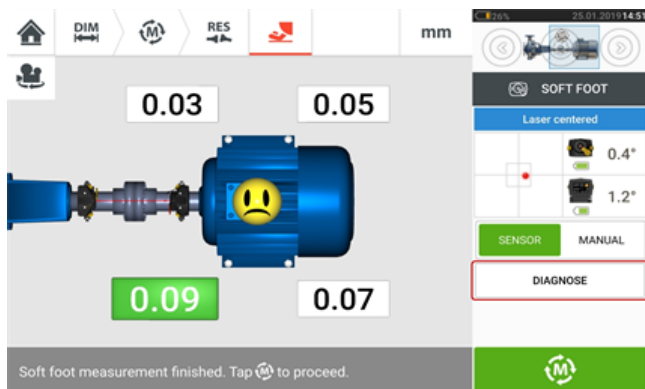 26% 25.01.2019 14:51
DIM
M
RES
mm
SOFT FOOT
Laser centered
0.03
0.05
0.4°
1.2°
SENSOR
MANUAL
DIAGNOSE
0.09
0.07
Soft foot measurement finished. Tap M to proceed.
M